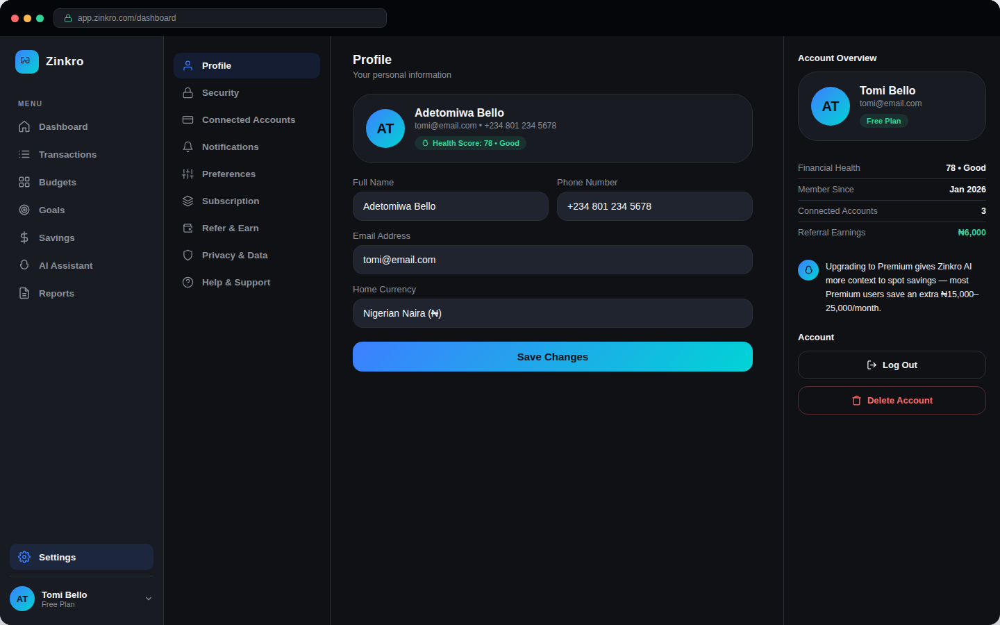 app.zinkro.com/dashboard
Zinkro
MENU
Dashboard
Transactions
Budgets
Goals
Savings
AI Assistant
Reports
Settings
AT
Tomi Bello
Free Plan
Profile
Security
Connected Accounts
Notifications
Preferences
Subscription
Refer & Earn
Privacy & Data
Help & Support
Profile
Your personal information
AT
Adetomiwa Bello
tomi@email.com • +234 801 234 5678
Health Score: 78 • Good
Full Name
Adetomiwa Bello
Phone Number
+234 801 234 5678
Email Address
tomi@email.com
Home Currency
Nigerian Naira (₦)
Save Changes
Account Overview
AT
Tomi Bello
tomi@email.com
Free Plan
Financial Health 78 • Good
Member Since Jan 2026
Connected Accounts 3
Referral Earnings ₦6,000
Upgrading to Premium gives Zinkro AI
more context to spot savings — most
Premium users save an extra ₦15,000–
25,000/month.
Account
Log Out
Delete Account